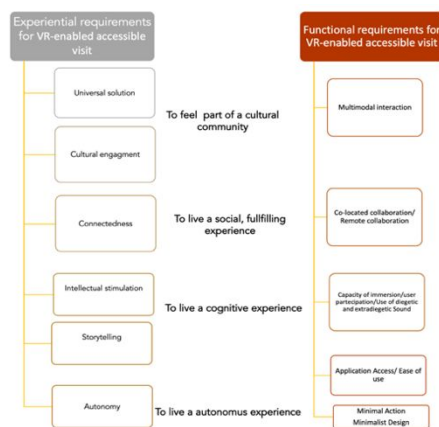 Experiential requirements
for VR-enabled accessible
visit
Universal solution
Cultural engagment
Connectedness
Intellectual stimulation
Storytelling
Autonomy
To feel part of a cultural
community
To live a social, fullfilling
experience
To live a cognitive experience
To live a autonomus experience
Functional requirements for
VR-enabled accessible visit
Multimodal interaction
Co-located collaboration/
Remote collaboration
Capacity of immersion/user
partecipation/Use of diegetic
and extradiegetic Sound
Application Access/ Ease of
use
Minimal Action
Minimalist Design